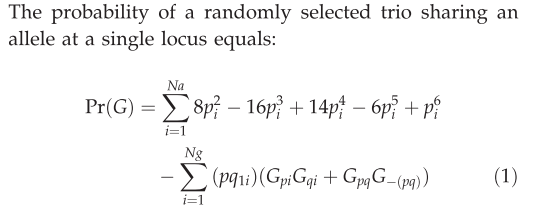 The probability of a randomly selected trio sharing an
allele at a single locus equals:
Pr(G) = \sum_{i=1}^{Na} 8p_i^2 − 16p_i^3 + 14p_i^4 − 6p_i^5 + p_i^6
− \sum_{i=1}^{Ng} (pq_{1i})(G_{pi}G_{qi} + G_{pq}G_{−(pq)}) (1)